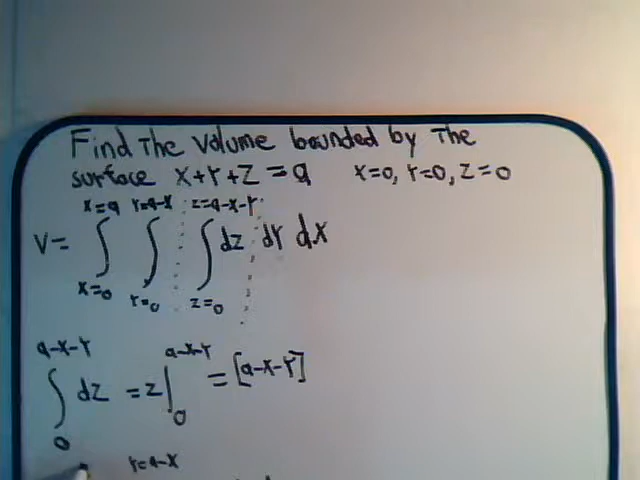 Find The Volume bounded by The
surface x+y+z=a x=0, y=0, z=0
x=a y=a-x z=a-x-y
V= ∫ ∫ ∫ dz dy dx
x=0 y=0 z=0
a-x-y a-x-y
∫ dz = z| = [a-x-y]
0 0
y=a-x